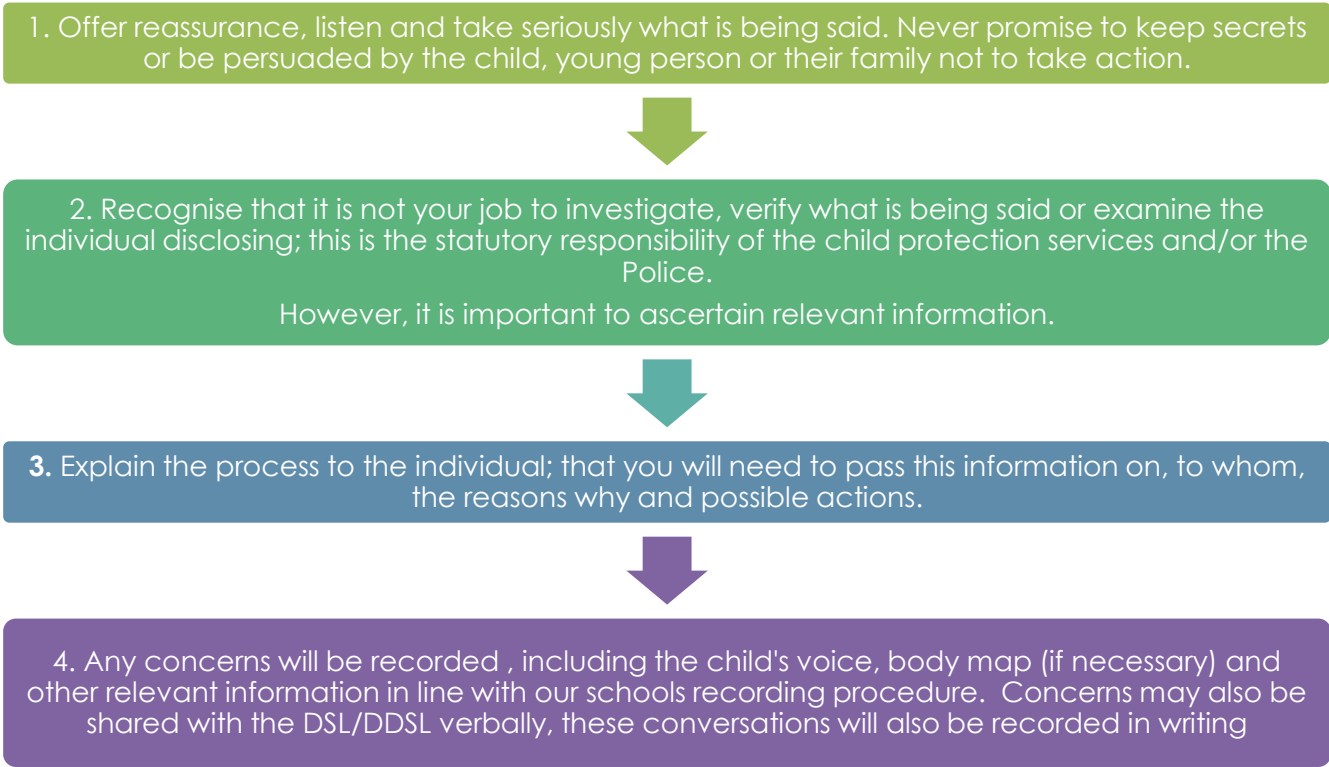 1. Offer reassurance, listen and take seriously what is being said. Never promise to keep secrets
or be persuaded by the child, young person or their family not to take action.
2. Recognise that it is not your job to investigate, verify what is being said or examine the
individual disclosing; this is the statutory responsibility of the child protection services and/or the
Police.
However, it is important to ascertain relevant information.
3. Explain the process to the individual; that you will need to pass this information on, to whom,
the reasons why and possible actions.
4. Any concerns will be recorded , including the child's voice, body map (if necessary) and
other relevant information in line with our schools recording procedure.  Concerns may also be
shared with the DSL/DDSL verbally, these conversations will also be recorded in writing